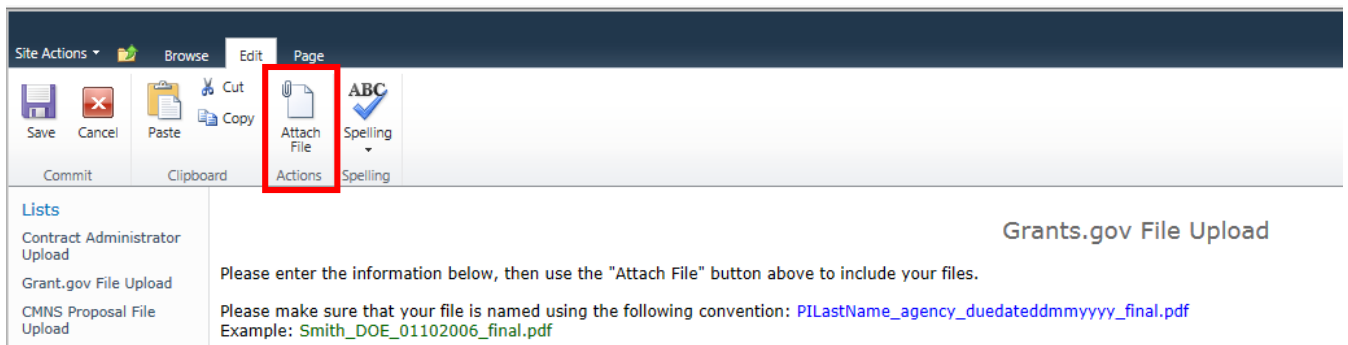 Site Actions Browse Edit Page
Save Cancel Paste Cut Copy Attach File ABC Spelling
Commit Clipboard Actions Spelling
Lists
Contract Administrator Upload
Grant.gov File Upload
CMNS Proposal File Upload
Grants.gov File Upload
Please enter the information below, then use the "Attach File" button above to include your files.
Please make sure that your file is named using the following convention: PILastName_agency_duedateddmmyyyy_final.pdf
Example: Smith_DOE_01102006_final.pdf